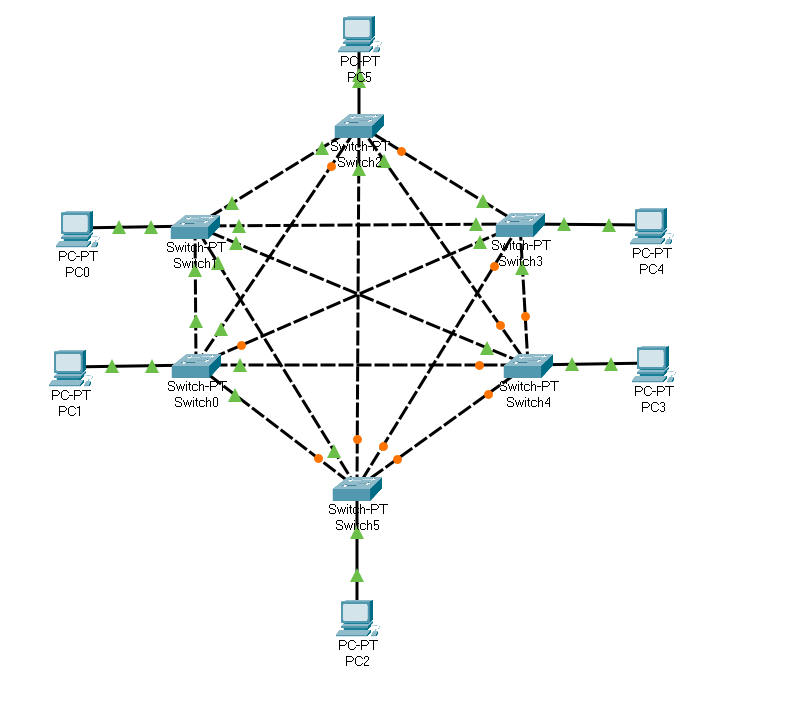 PC-PT
PC5
Switch-PT
Switch2
PC-PT
PC0
Switch-PT
Switch1
Switch-PT
Switch3
PC-PT
PC4
PC-PT
PC1
Switch-PT
Switch0
Switch-PT
Switch4
PC-PT
PC3
Switch-PT
Switch5
PC-PT
PC2